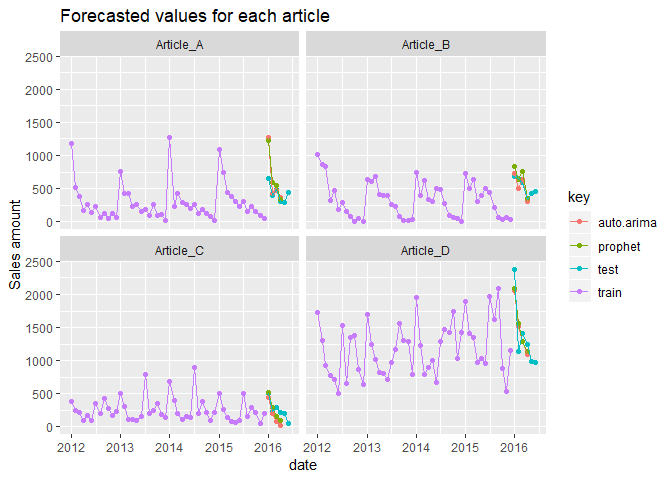 Forecasted values for each article
Article_A
Article_B
2500
2000
1500
1000
500
0
Article_C
Article_D
2500
2000
1500
1000
500
0
2012 2013 2014 2015 2016
2012 2013 2014 2015 2016
date
Sales amount
key
auto.arima
prophet
test
train